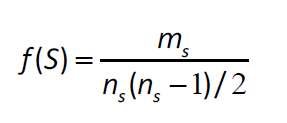 f(S) = m_s / n_s(n_s − 1)/2